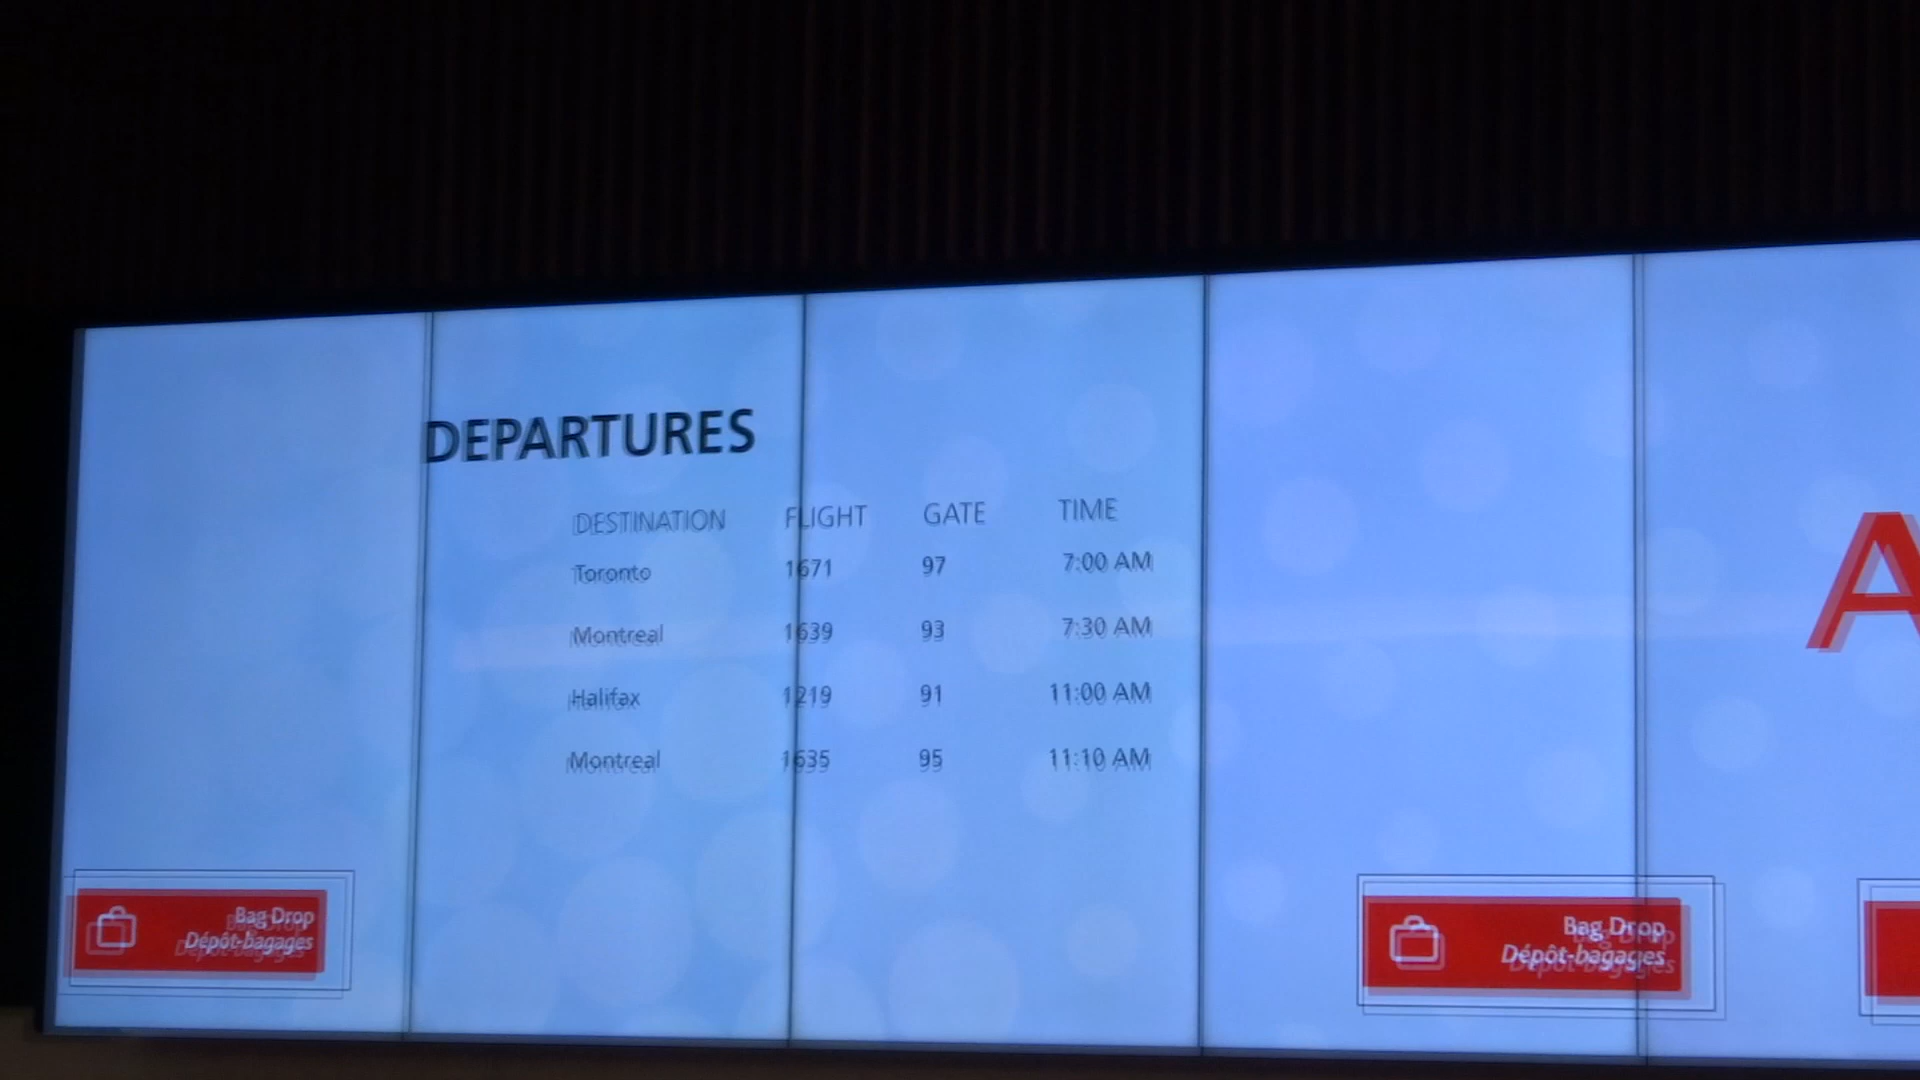 DEPARTURES
DESTINATION FLIGHT GATE TIME
Toronto 1671 97 7:00 AM
Montreal 1639 93 7:30 AM
Halifax 1219 91 11:00 AM
Montreal 1635 95 11:10 AM
A
Bag Drop
Dépôt-bagages
Bag Drop
Dépôt-bagages